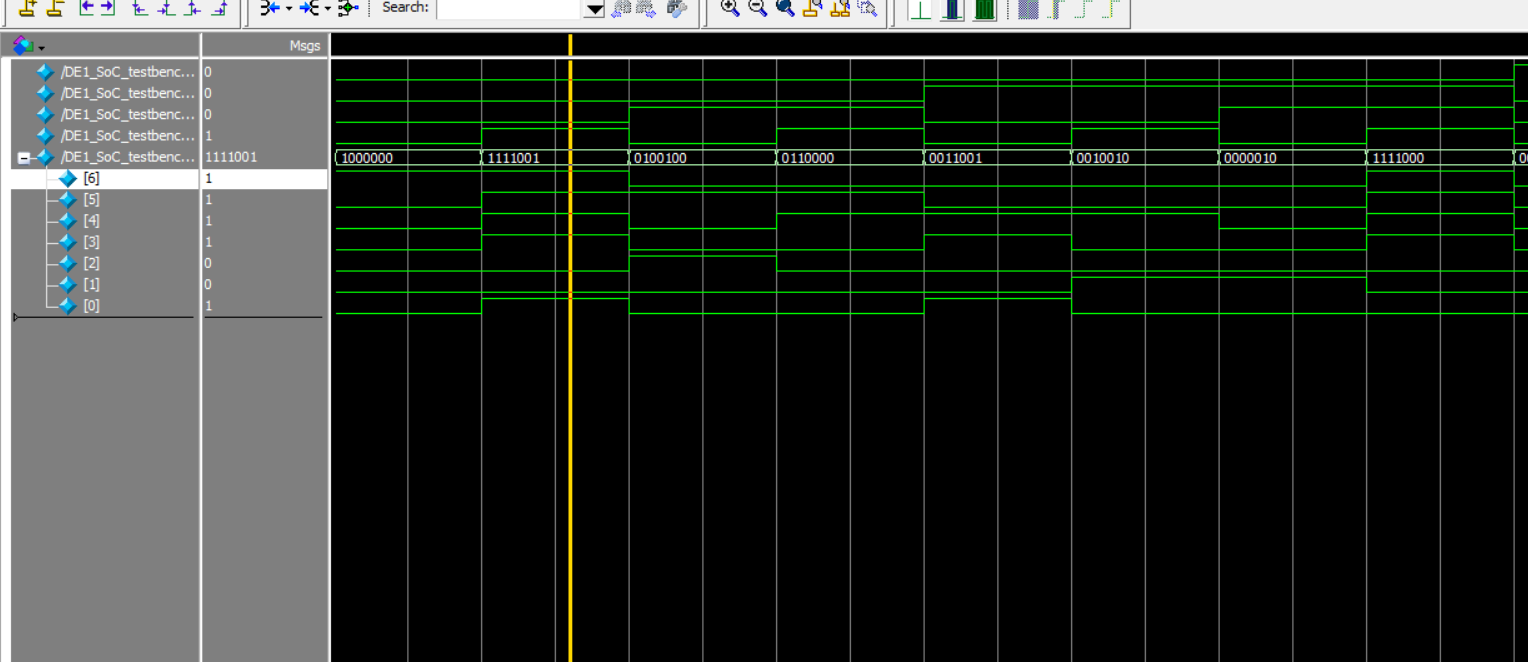 Search:
Msgs
/DE1_SoC_testbenc... 0
/DE1_SoC_testbenc... 0
/DE1_SoC_testbenc... 0
/DE1_SoC_testbenc... 1
/DE1_SoC_testbenc... 1111001 1000000 1111001 0100100 0110000 0011001 0010010 0000010 1111000
[6] 1
[5] 1
[4] 1
[3] 1
[2] 0
[1] 0
[0] 1